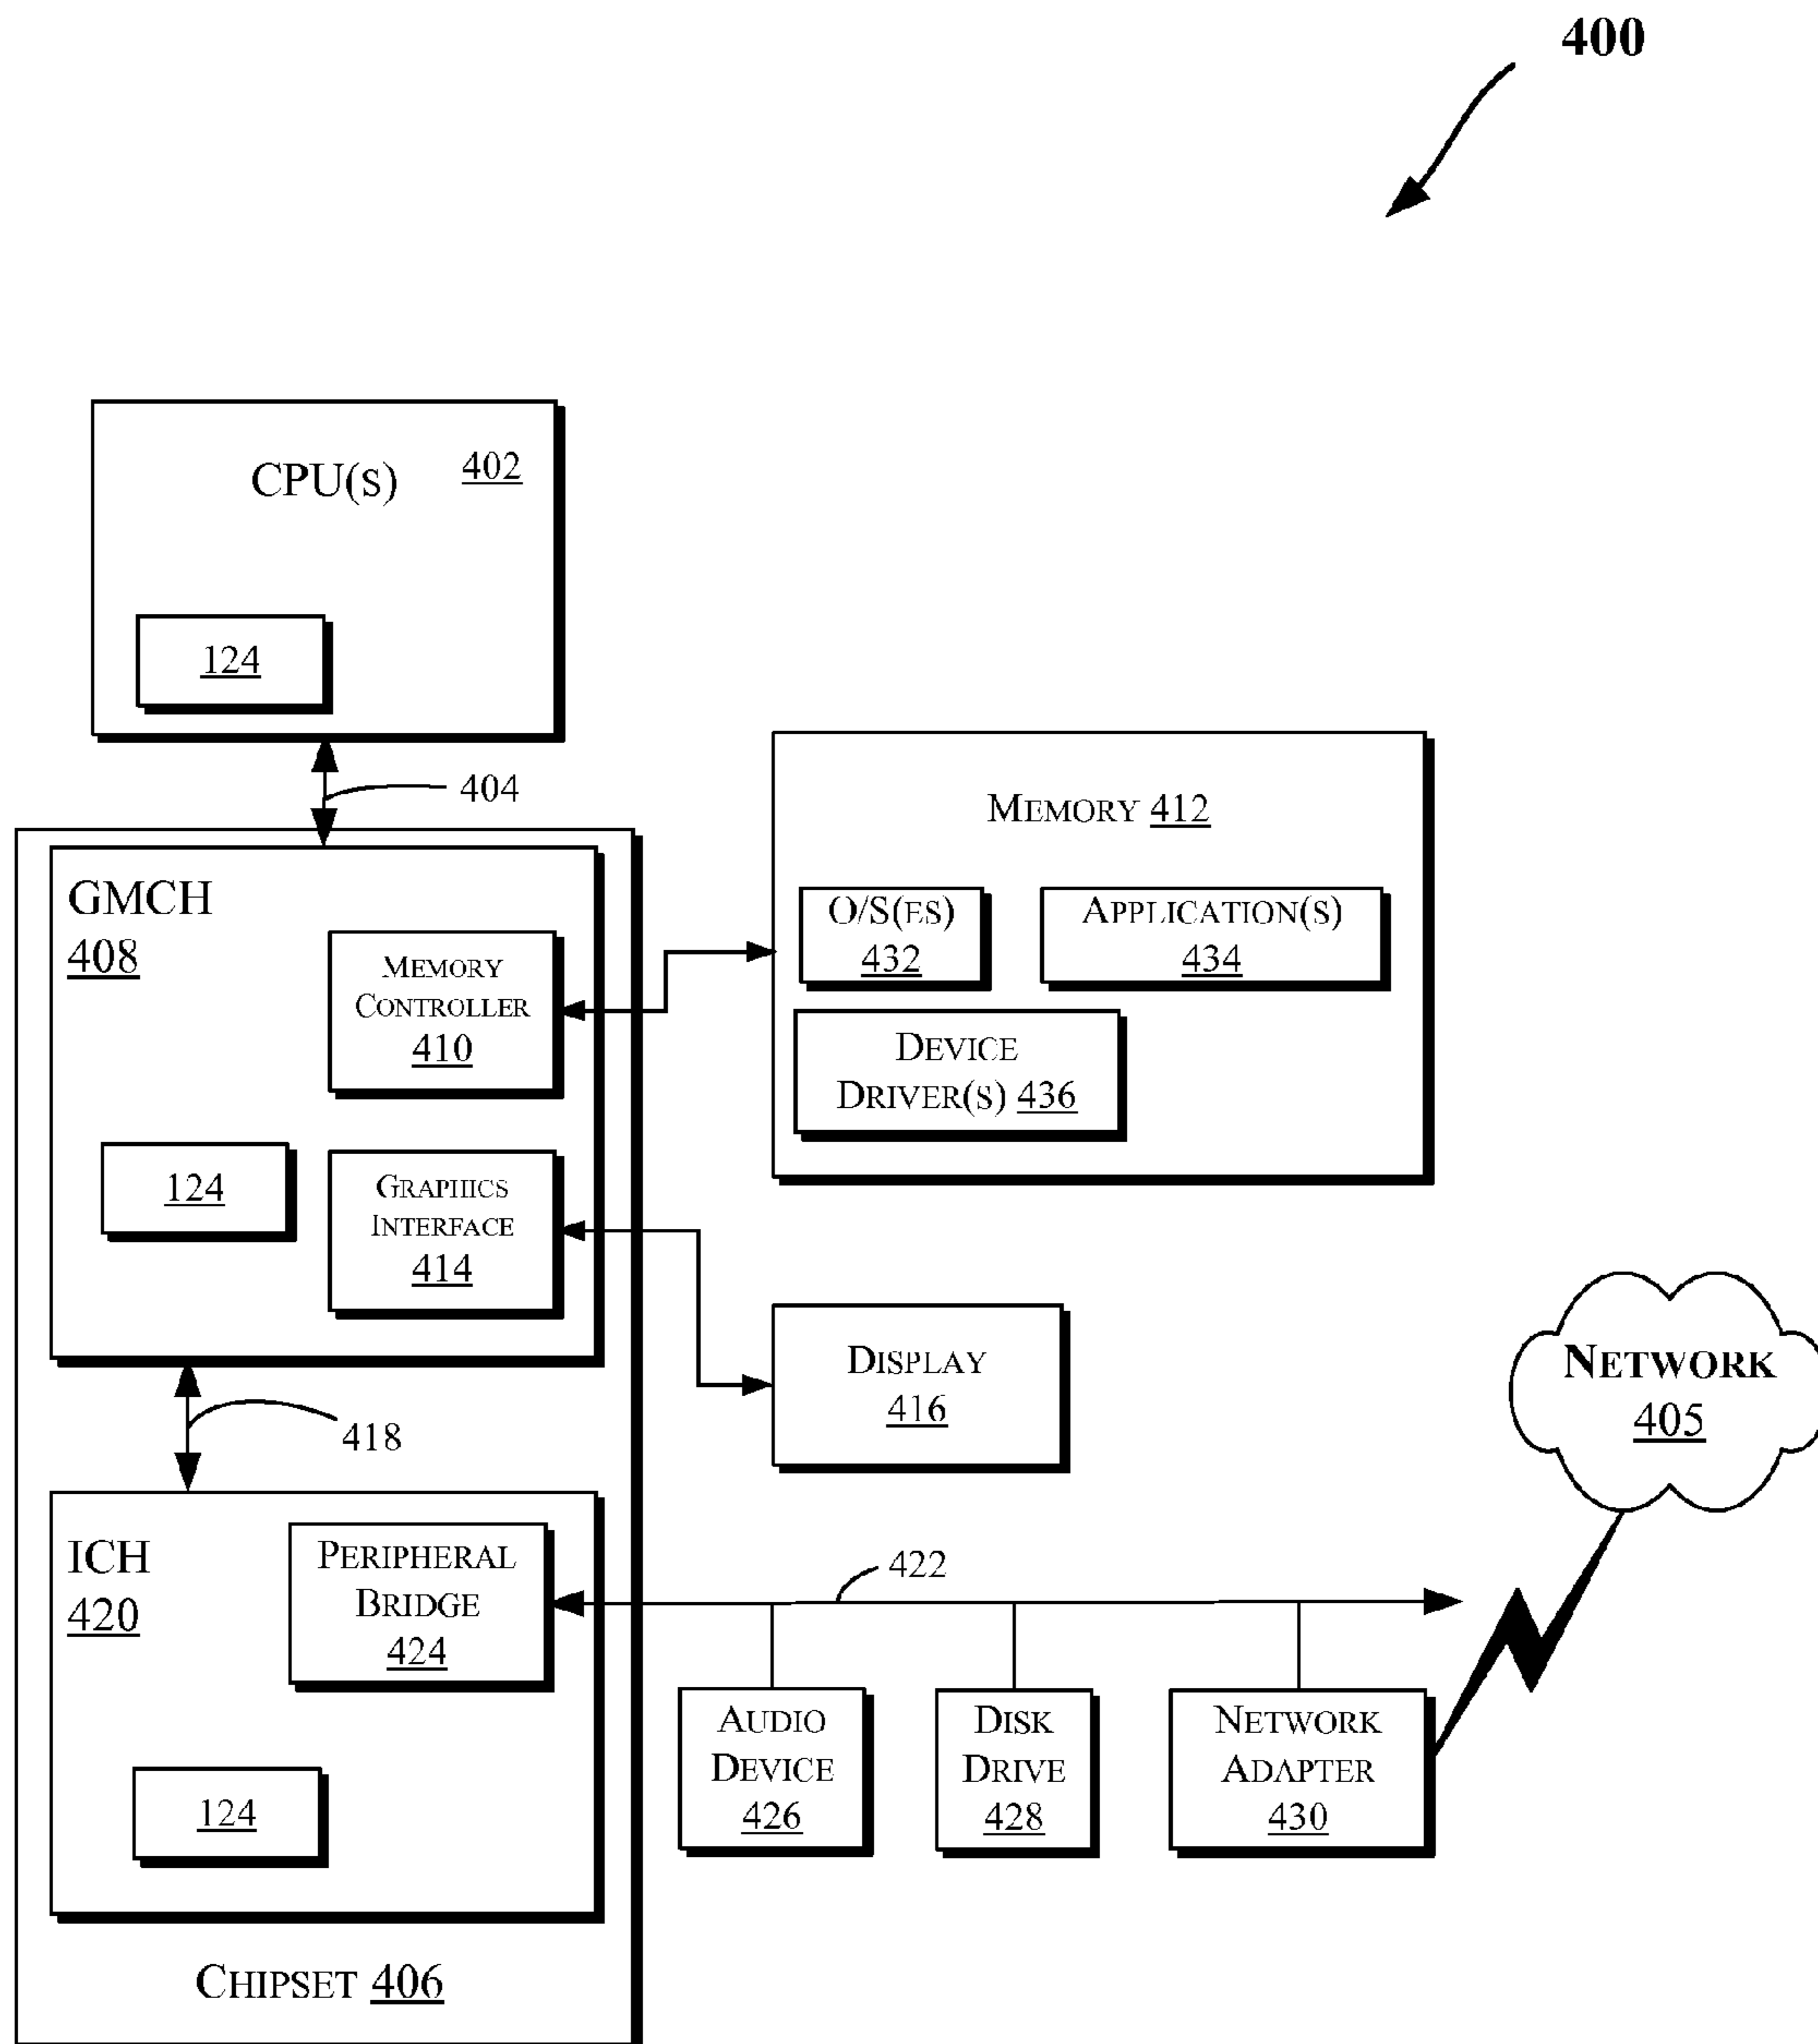 400
CPU(s)
402
124
404
GMCH
408
MEMORY
CONTROLLER
410
124
GRAPHICS
INTERFACE
414
MEMORY 412
O/S(ES)
432
APPLICATION(S)
434
DEVICE
DRIVER(S) 436
DISPLAY
416
NETWORK
405
418
ICH
420
PERIPHERAL
BRIDGE
424
124
422
AUDIO
DEVICE
426
DISK
DRIVE
428
NETWORK
ADAPTER
430
CHIPSET 406